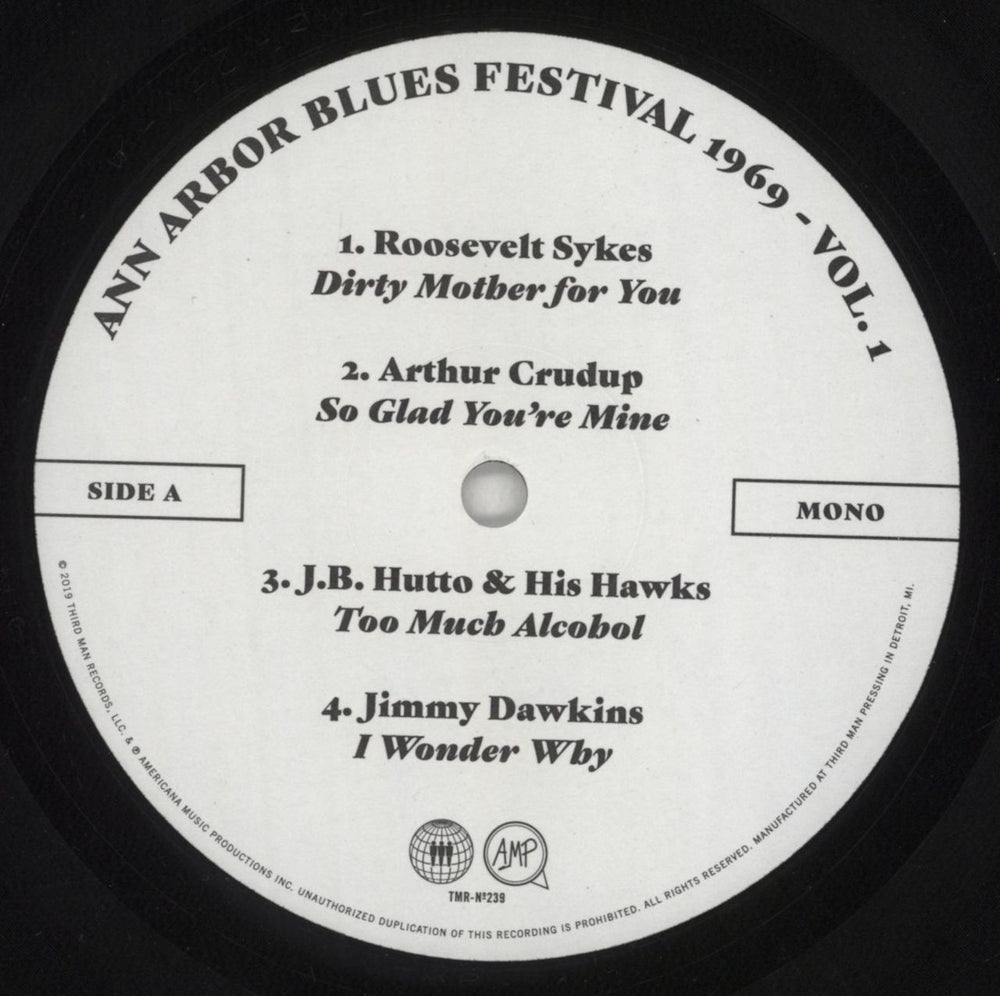 ANN ARBOR BLUES FESTIVAL 1969 - VOL. 1
1. Roosevelt Sykes
Dirty Mother for You
2. Arthur Crudup
So Glad You're Mine
SIDE A
MONO
3. J.B. Hutto & His Hawks
Too Much Alcohol
4. Jimmy Dawkins
I Wonder Why
AMP
TMR-Nº239
© 2019 THIRD MAN RECORDS, LLC. & ℗ AMERICANA MUSIC PRODUCTIONS INC. UNAUTHORIZED DUPLICATION OF THIS RECORDING IS PROHIBITED. ALL RIGHTS RESERVED. MANUFACTURED AT THIRD MAN PRESSING IN DETROIT, MI.